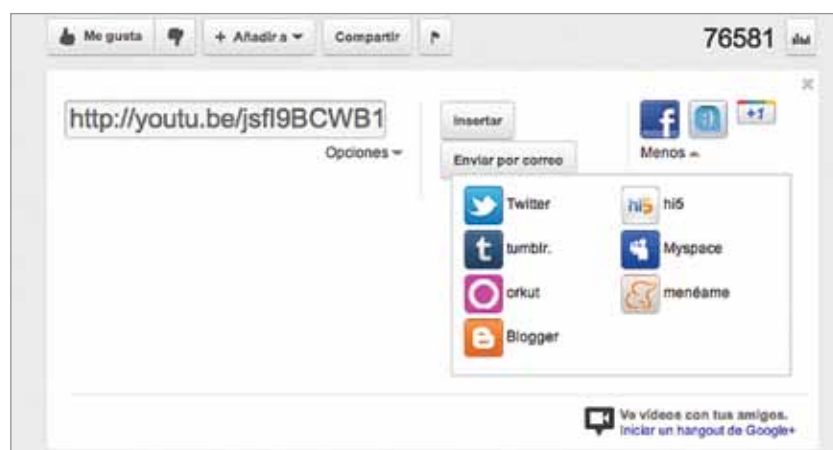 Me gusta + Añadir a Compartir 76581
http://youtu.be/jsfI9BCWB1
Opciones
Insertar
Enviar por correo
+1
Menos
Twitter hi5 hi5
t tumblr. Myspace
orkut menéame
Blogger
Ve vídeos con tus amigos.
Iniciar un hangout de Google+